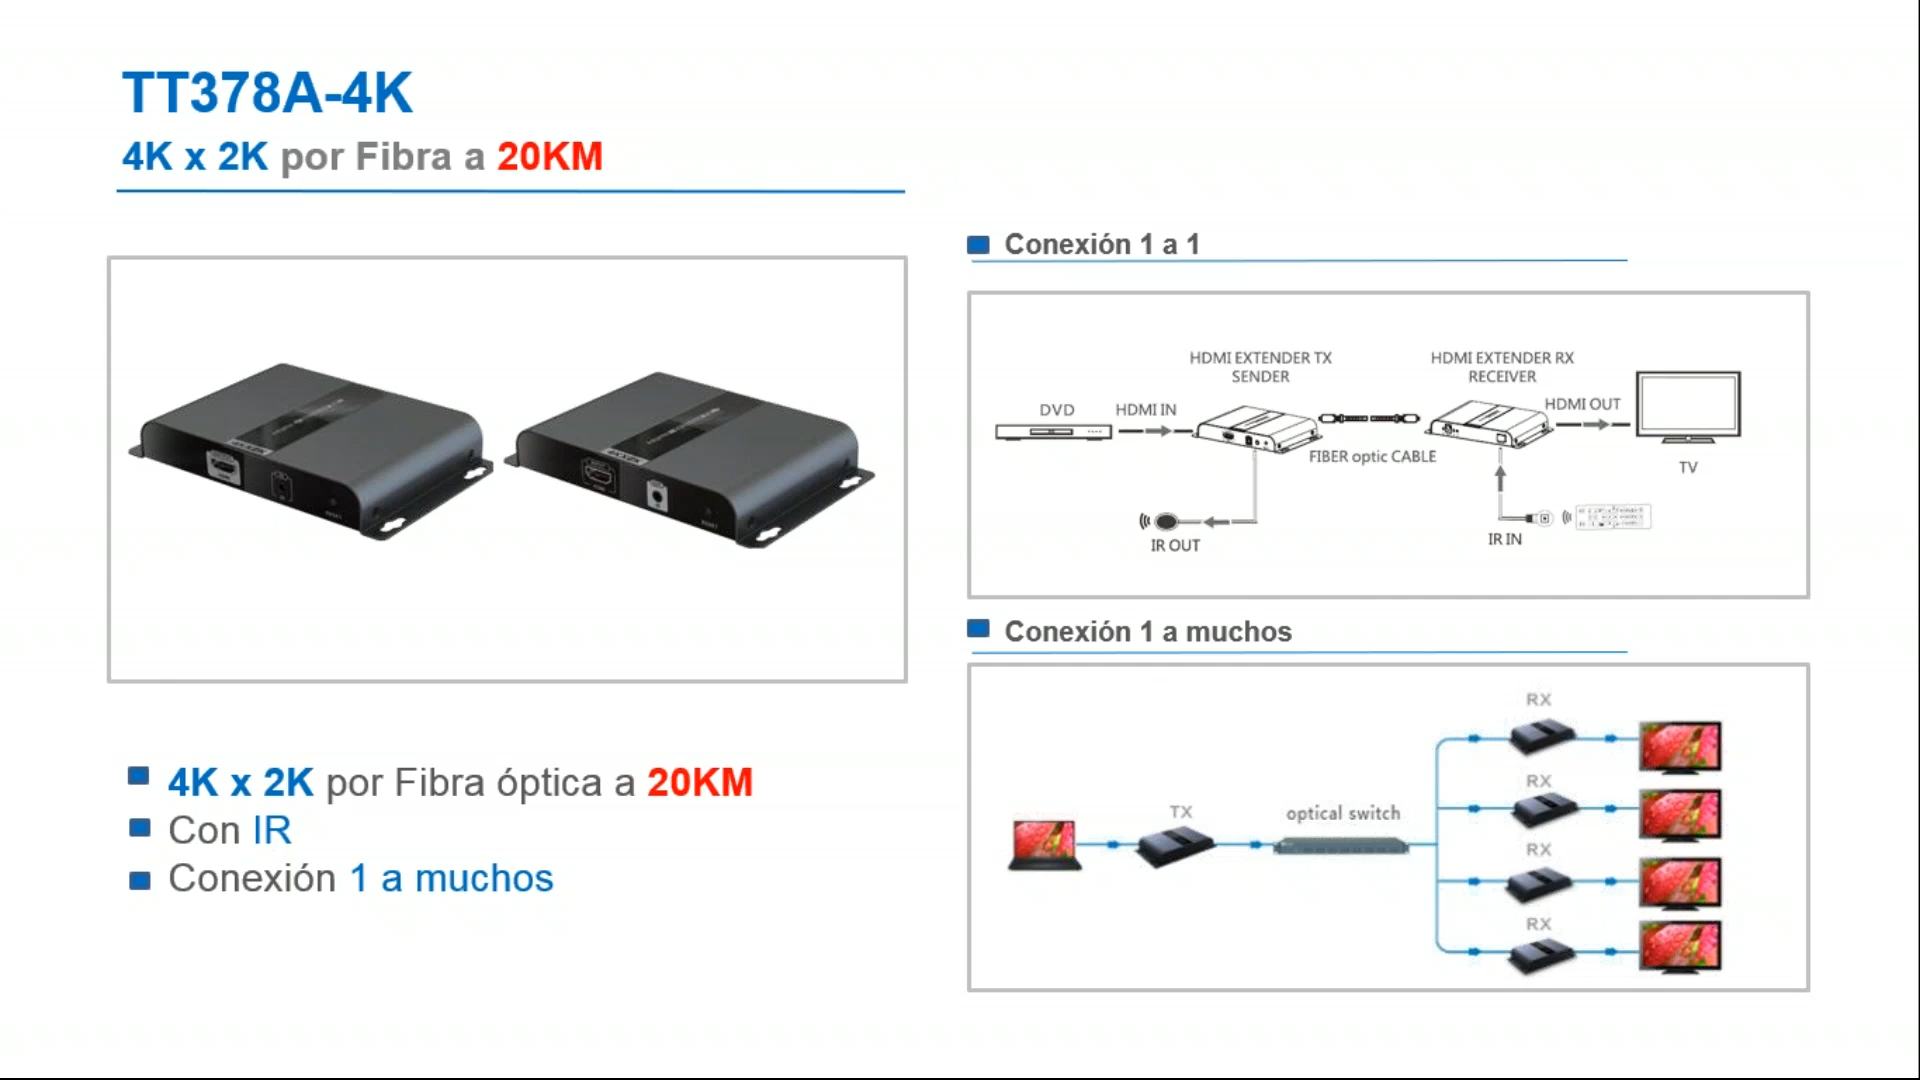 TT378A-4K
4K x 2K por Fibra a 20KM
4K x 2K por Fibra óptica a 20KM
Con IR
Conexión 1 a muchos
Conexión 1 a 1
HDMI EXTENDER TX
SENDER
HDMI EXTENDER RX
RECEIVER
DVD
HDMI IN
HDMI OUT
FIBER optic CABLE
TV
IR OUT
IR IN
Conexión 1 a muchos
RX
RX
TX
optical switch
RX
RX